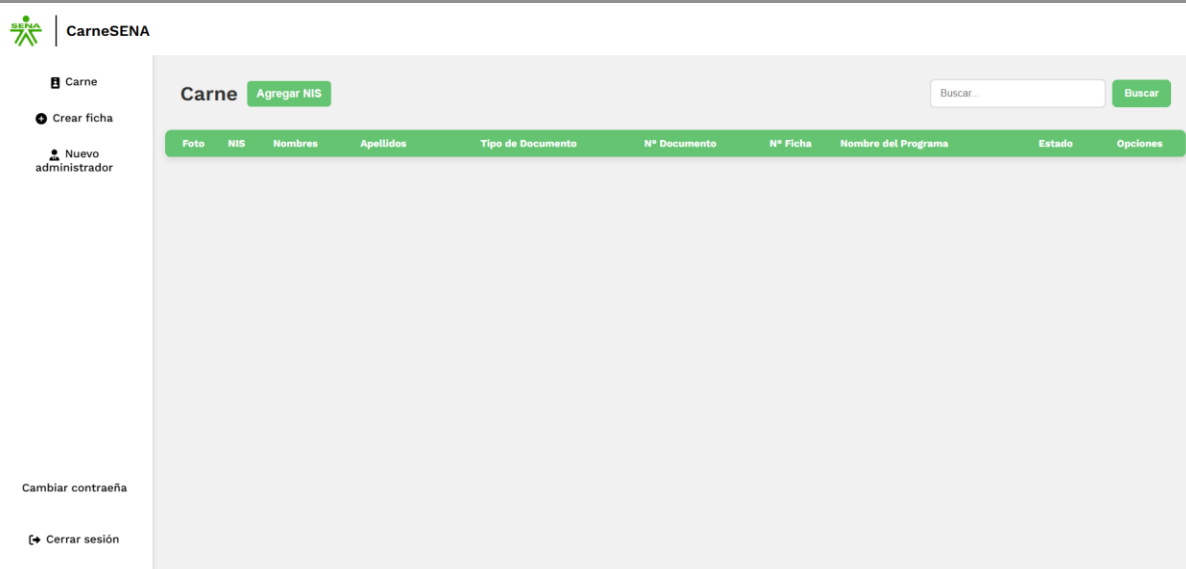 SENA
CarneSENA
Carne
Crear ficha
Nuevo
administrador
Cambiar contraeña
Cerrar sesión
Carne Agregar NIS Buscar... Buscar
Foto NIS Nombres Apellidos Tipo de Documento Nº Documento Nº Ficha Nombre del Programa Estado Opciones